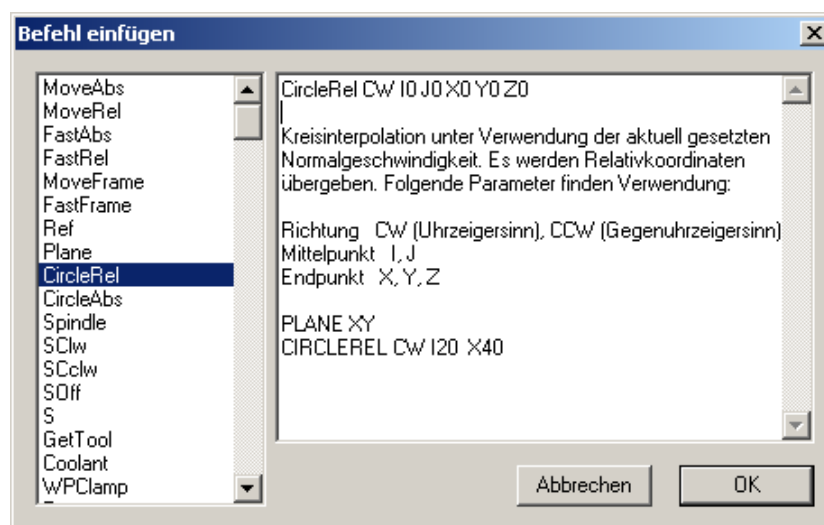 Befehl einfügen
MoveAbs
MoveRel
FastAbs
FastRel
MoveFrame
FastFrame
Ref
Plane
CircleRel
CircleAbs
Spindle
SClw
SCclw
SOff
S
GetTool
Coolant
WPClamp
CircleRel CW I0 J0 X0 Y0 Z0
Kreisinterpolation unter Verwendung der aktuell gesetzten
Normalgeschwindigkeit. Es werden Relativkoordinaten
übergeben. Folgende Parameter finden Verwendung:
Richtung CW (Uhrzeigersinn), CCW (Gegenuhrzeigersinn)
Mittelpunkt I, J
Endpunkt X, Y, Z
PLANE XY
CIRCLEREL CW I20 X40
Abbrechen
OK